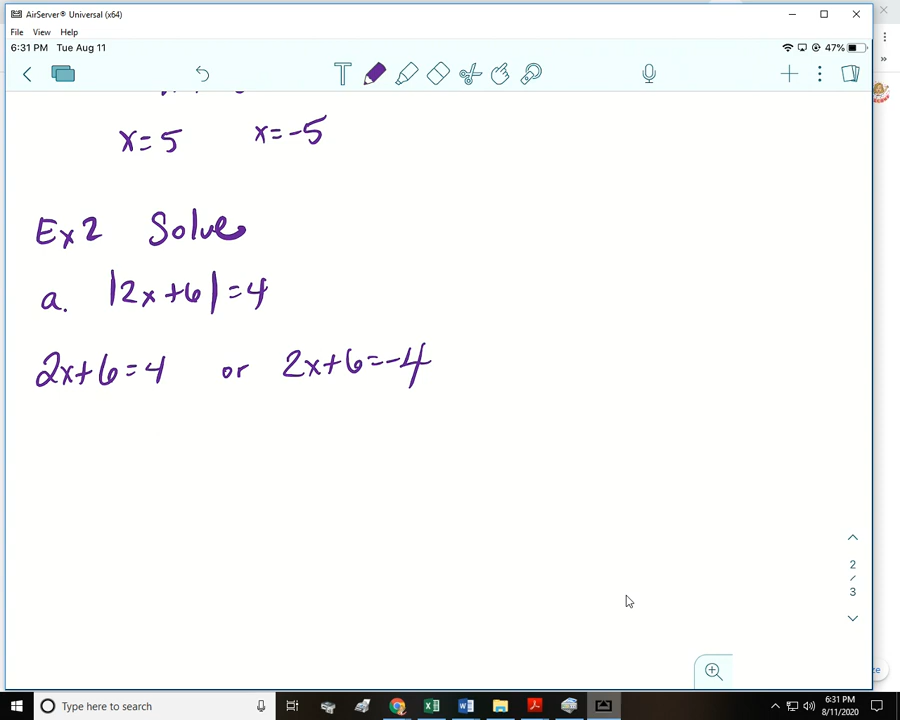 AirServer® Universal (x64)
File View Help
6:31 PM Tue Aug 11
47%
T
x=5 x=-5
Ex2 Solve
a. |2x+6|=4
2x+6=4 or 2x+6=-4
2
/
3
Type here to search
6:31 PM
8/11/2020